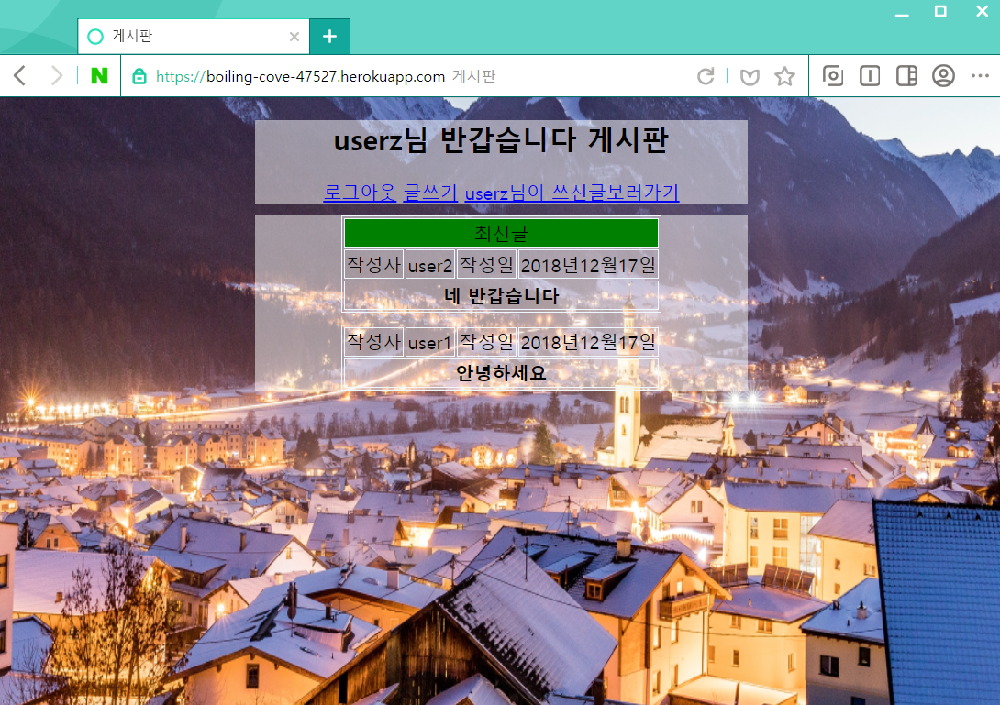 게시판
N https://boiling-cove-47527.herokuapp.com 게시판
userz님 반갑습니다 게시판
로그아웃 글쓰기 userz님이 쓰신글보러가기
최신글
작성자 user2 작성일 2018년12월17일
네 반갑습니다
작성자 user1 작성일 2018년12월17일
안녕하세요